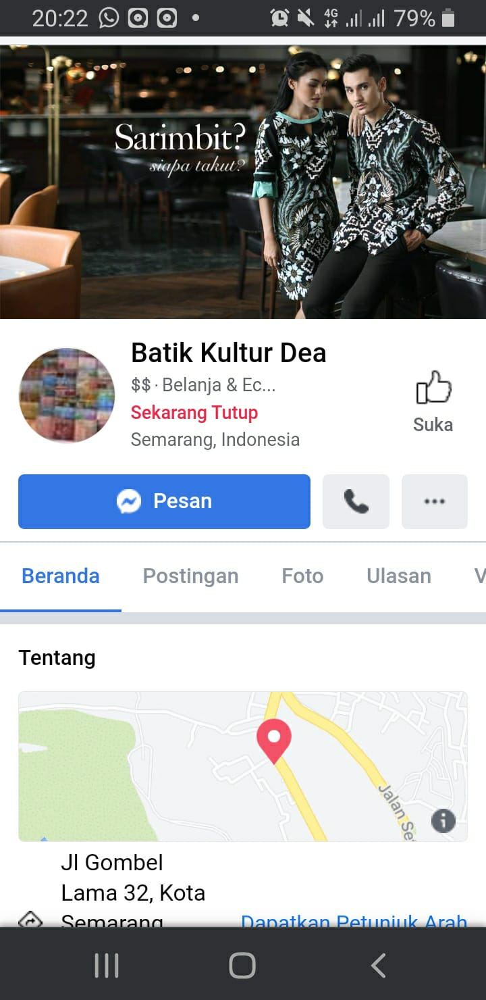 20:22 4G 79%
Sarimbit?
siapa takut?
Batik Kultur Dea
$$ · Belanja & Ec...
Sekarang Tutup
Semarang, Indonesia
Suka
Pesan
Beranda Postingan Foto Ulasan V
Tentang
Jalan Se
Jl Gombel
Lama 32, Kota
Semarang Dapatkan Petunjuk Arah